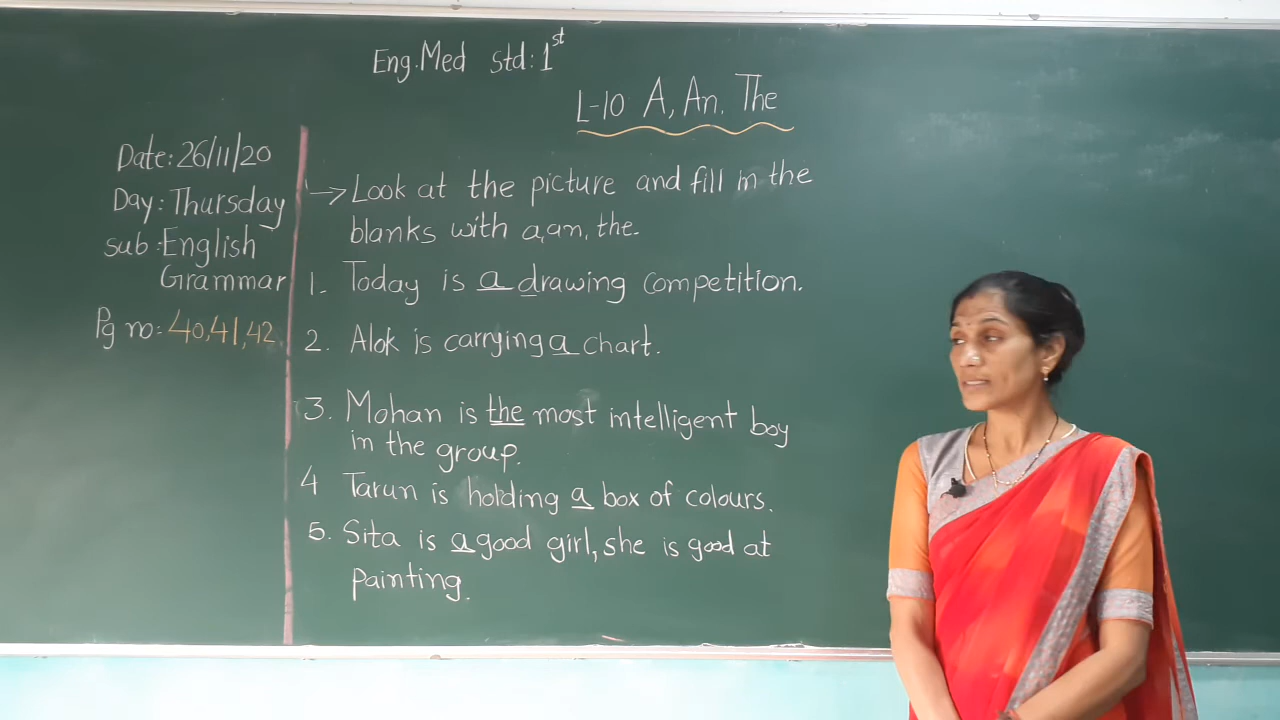 Eng.Med std: 1st
L-10 A, An. The
Date: 26/11/20
Day: Thursday
sub: English
Grammar
Pg no: 40,41,42
→ Look at the picture and fill in the
blanks with a, an, the.
1. Today is a drawing competition.
2. Alok is carrying a chart.
3. Mohan is the most intelligent boy
in the group.
4 Tarun is holding a box of colours.
5. Sita is a good girl, she is good at
painting.